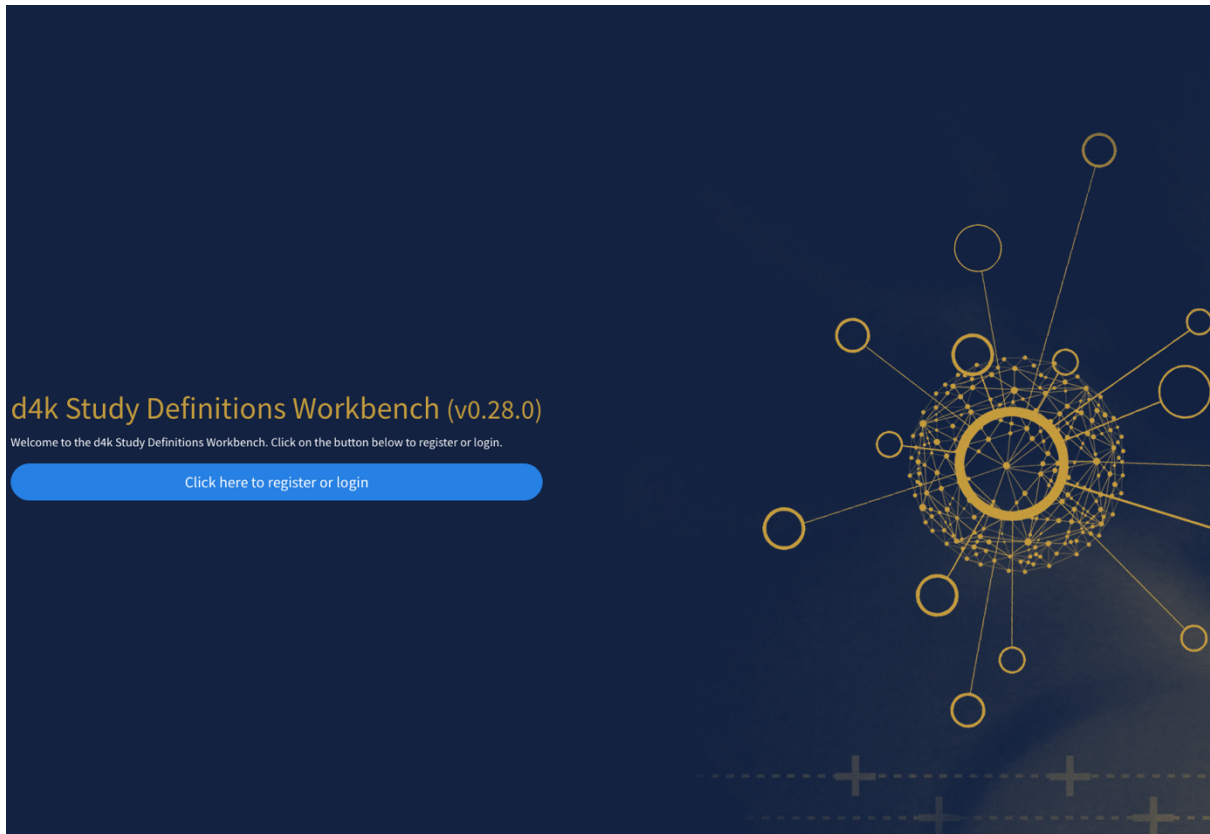 d4k Study Definitions Workbench (v0.28.0)
Welcome to the d4k Study Definitions Workbench. Click on the button below to register or login.
Click here to register or login